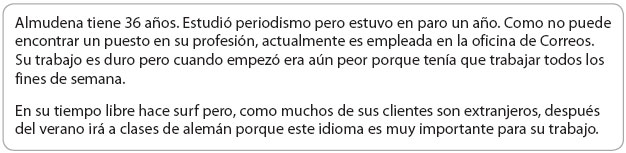 Almudena tiene 36 años. Estudió periodismo pero estuvo en paro un año. Como no puede
encontrar un puesto en su profesión, actualmente es empleada en la oficina de Correos.
Su trabajo es duro pero cuando empezó era aún peor porque tenía que trabajar todos los
fines de semana.
En su tiempo libre hace surf pero, como muchos de sus clientes son extranjeros, después
del verano irá a clases de alemán porque este idioma es muy importante para su trabajo.